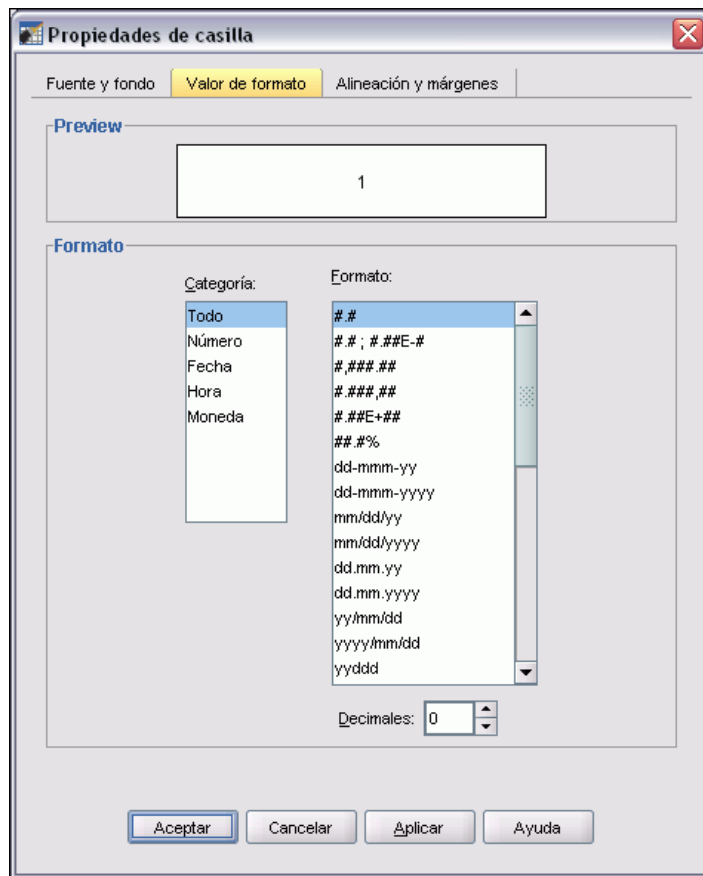 Propiedades de casilla
Fuente y fondo
Valor de formato
Alineación y márgenes
Preview
1
Formato
Categoría:
Todo
Número
Fecha
Hora
Moneda
Formato:
#.#
#.# ; #.##E-#
#,###.##
#.###,##
#.##E+##
##.#%
dd-mmm-yy
dd-mmm-yyyy
mm/dd/yy
mm/dd/yyyy
dd.mm.yy
dd.mm.yyyy
yy/mm/dd
yyyy/mm/dd
yyddd
Decimales: 0
Aceptar
Cancelar
Aplicar
Ayuda